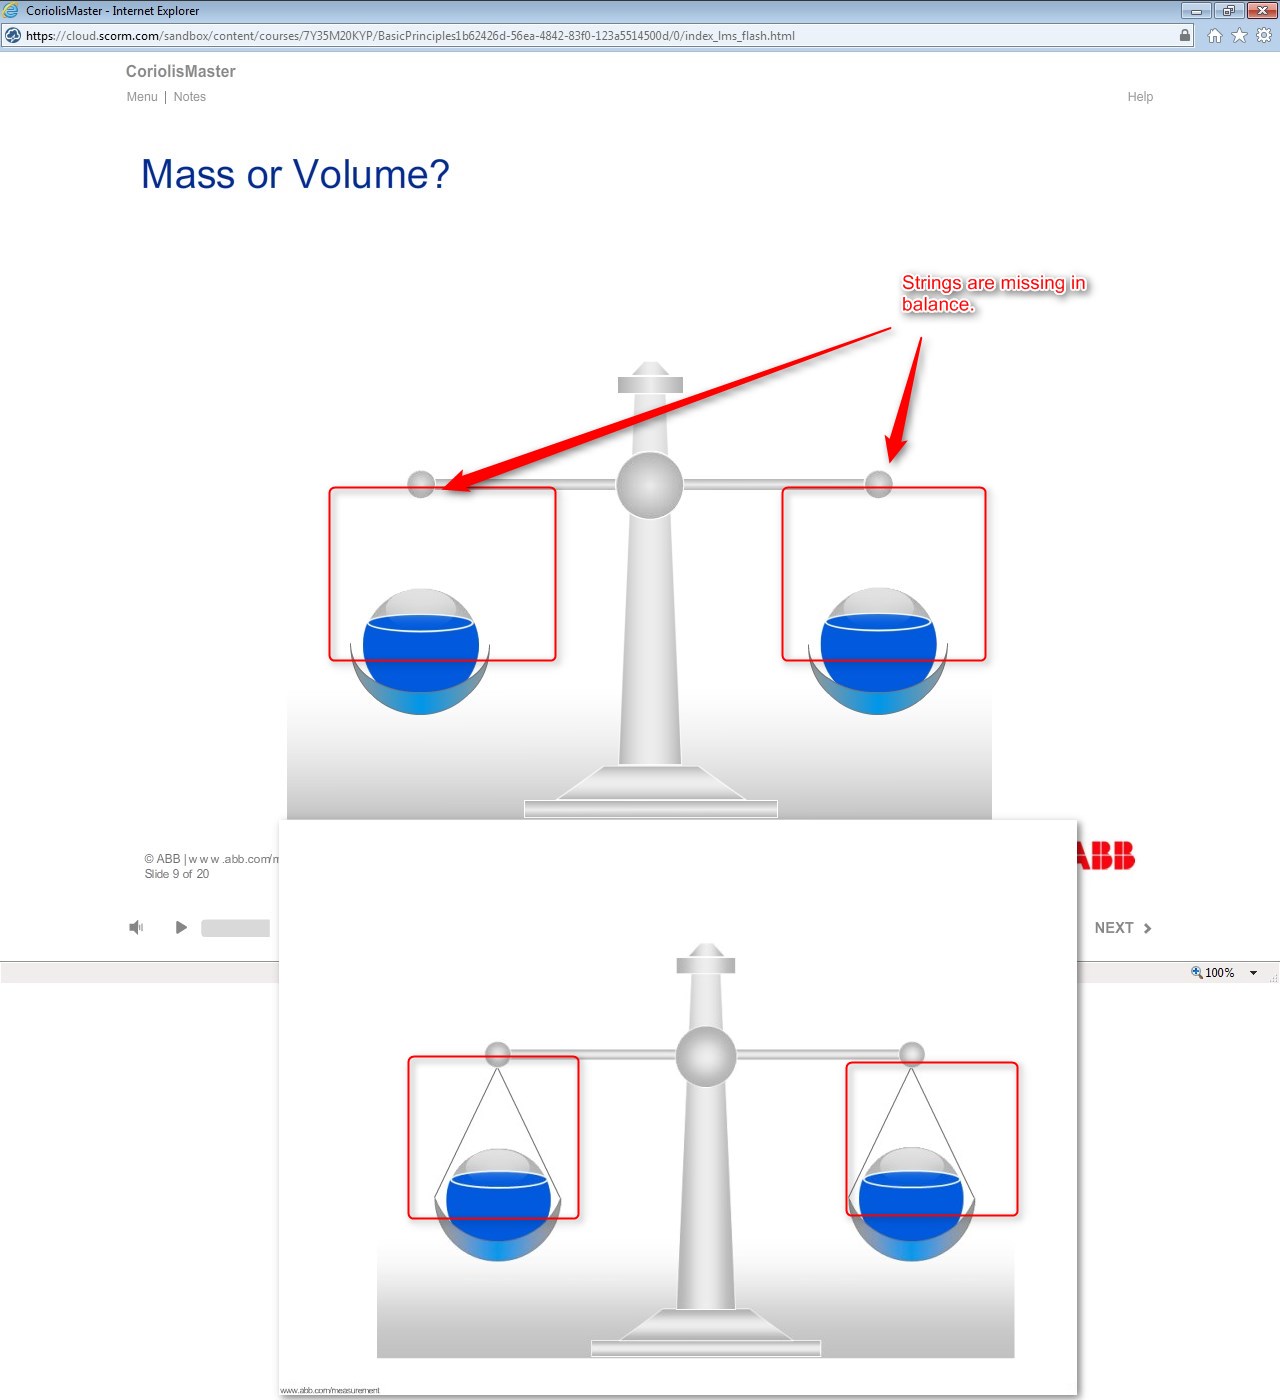 CoriolisMaster - Internet Explorer
https://cloud.scorm.com/sandbox/content/courses/7Y35M20KYP/BasicPrinciples1b62426d-56ea-4842-83f0-123a5514500d/0/index_lms_flash.html
CoriolisMaster
Menu | Notes
Help
Mass or Volume?
Strings are missing in
balance.
© ABB | www.abb.com/m
Slide 9 of 20
ABB
NEXT
100%
www.abb.com/measurement